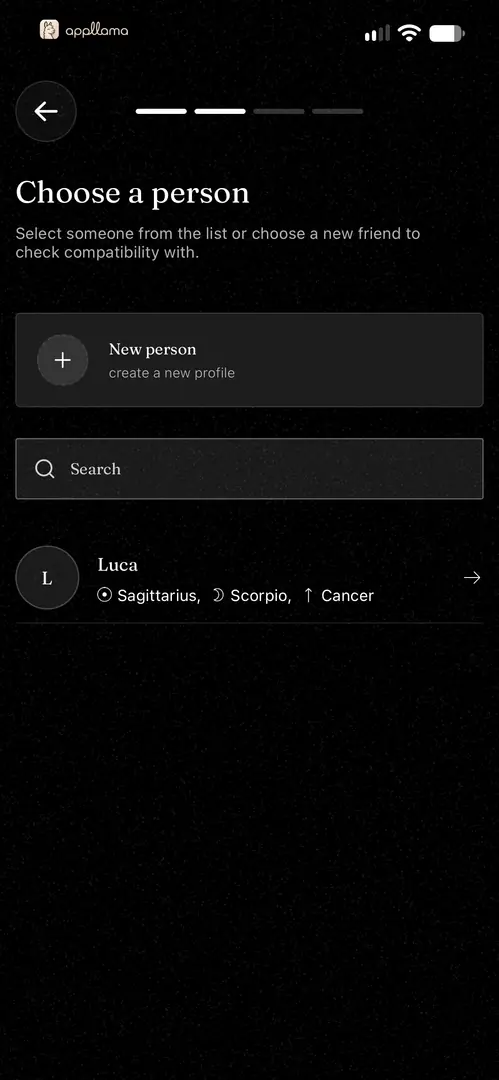 appllama
Choose a person
Select someone from the list or choose a new friend to
check compatibility with.
New person
create a new profile
Search
L
Luca
☉ Sagittarius, ☽ Scorpio, ↑ Cancer